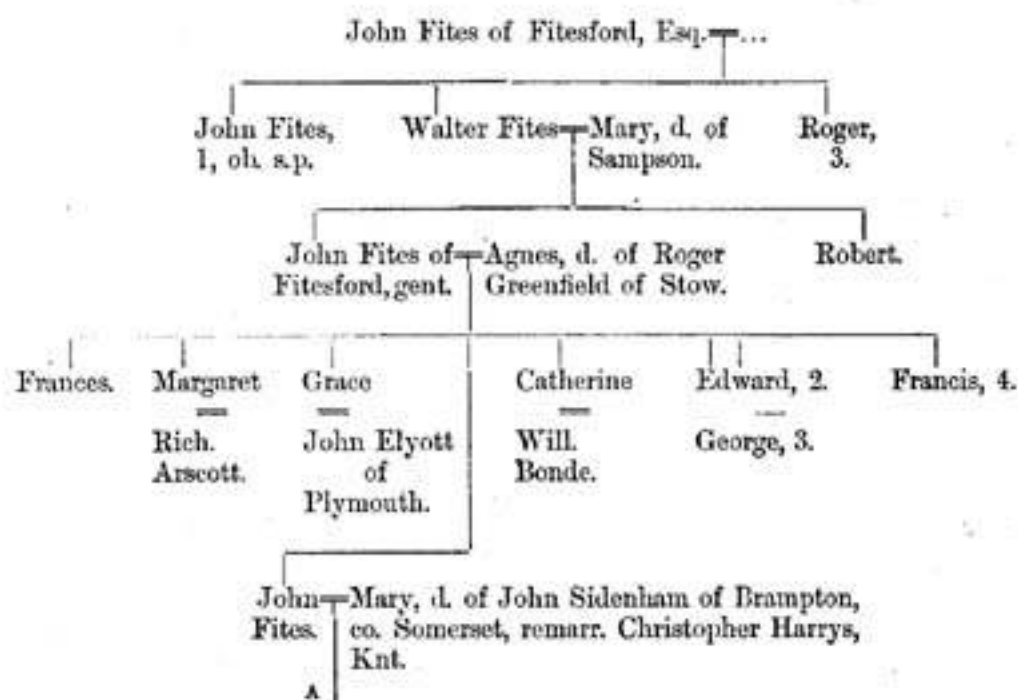 John Fites of Fitesford, Esq. ═ ...
John Fites,
1, ob. s.p.
Walter Fites ═ Mary, d. of
Sampson.
Roger,
3.
John Fites of ═ Agnes, d. of Roger
Fitesford, gent. Greenfield of Stow.
Robert.
Frances.
Margaret
═
Rich.
Arscott.
Grace
═
John Elyott
of
Plymouth.
Catherine
═
Will.
Bonde.
Edward, 2.
George, 3.
Francis, 4.
John ═ Mary, d. of John Sidenham of Brampton,
Fites. co. Somerset, remarr. Christopher Harrys,
Knt.
A